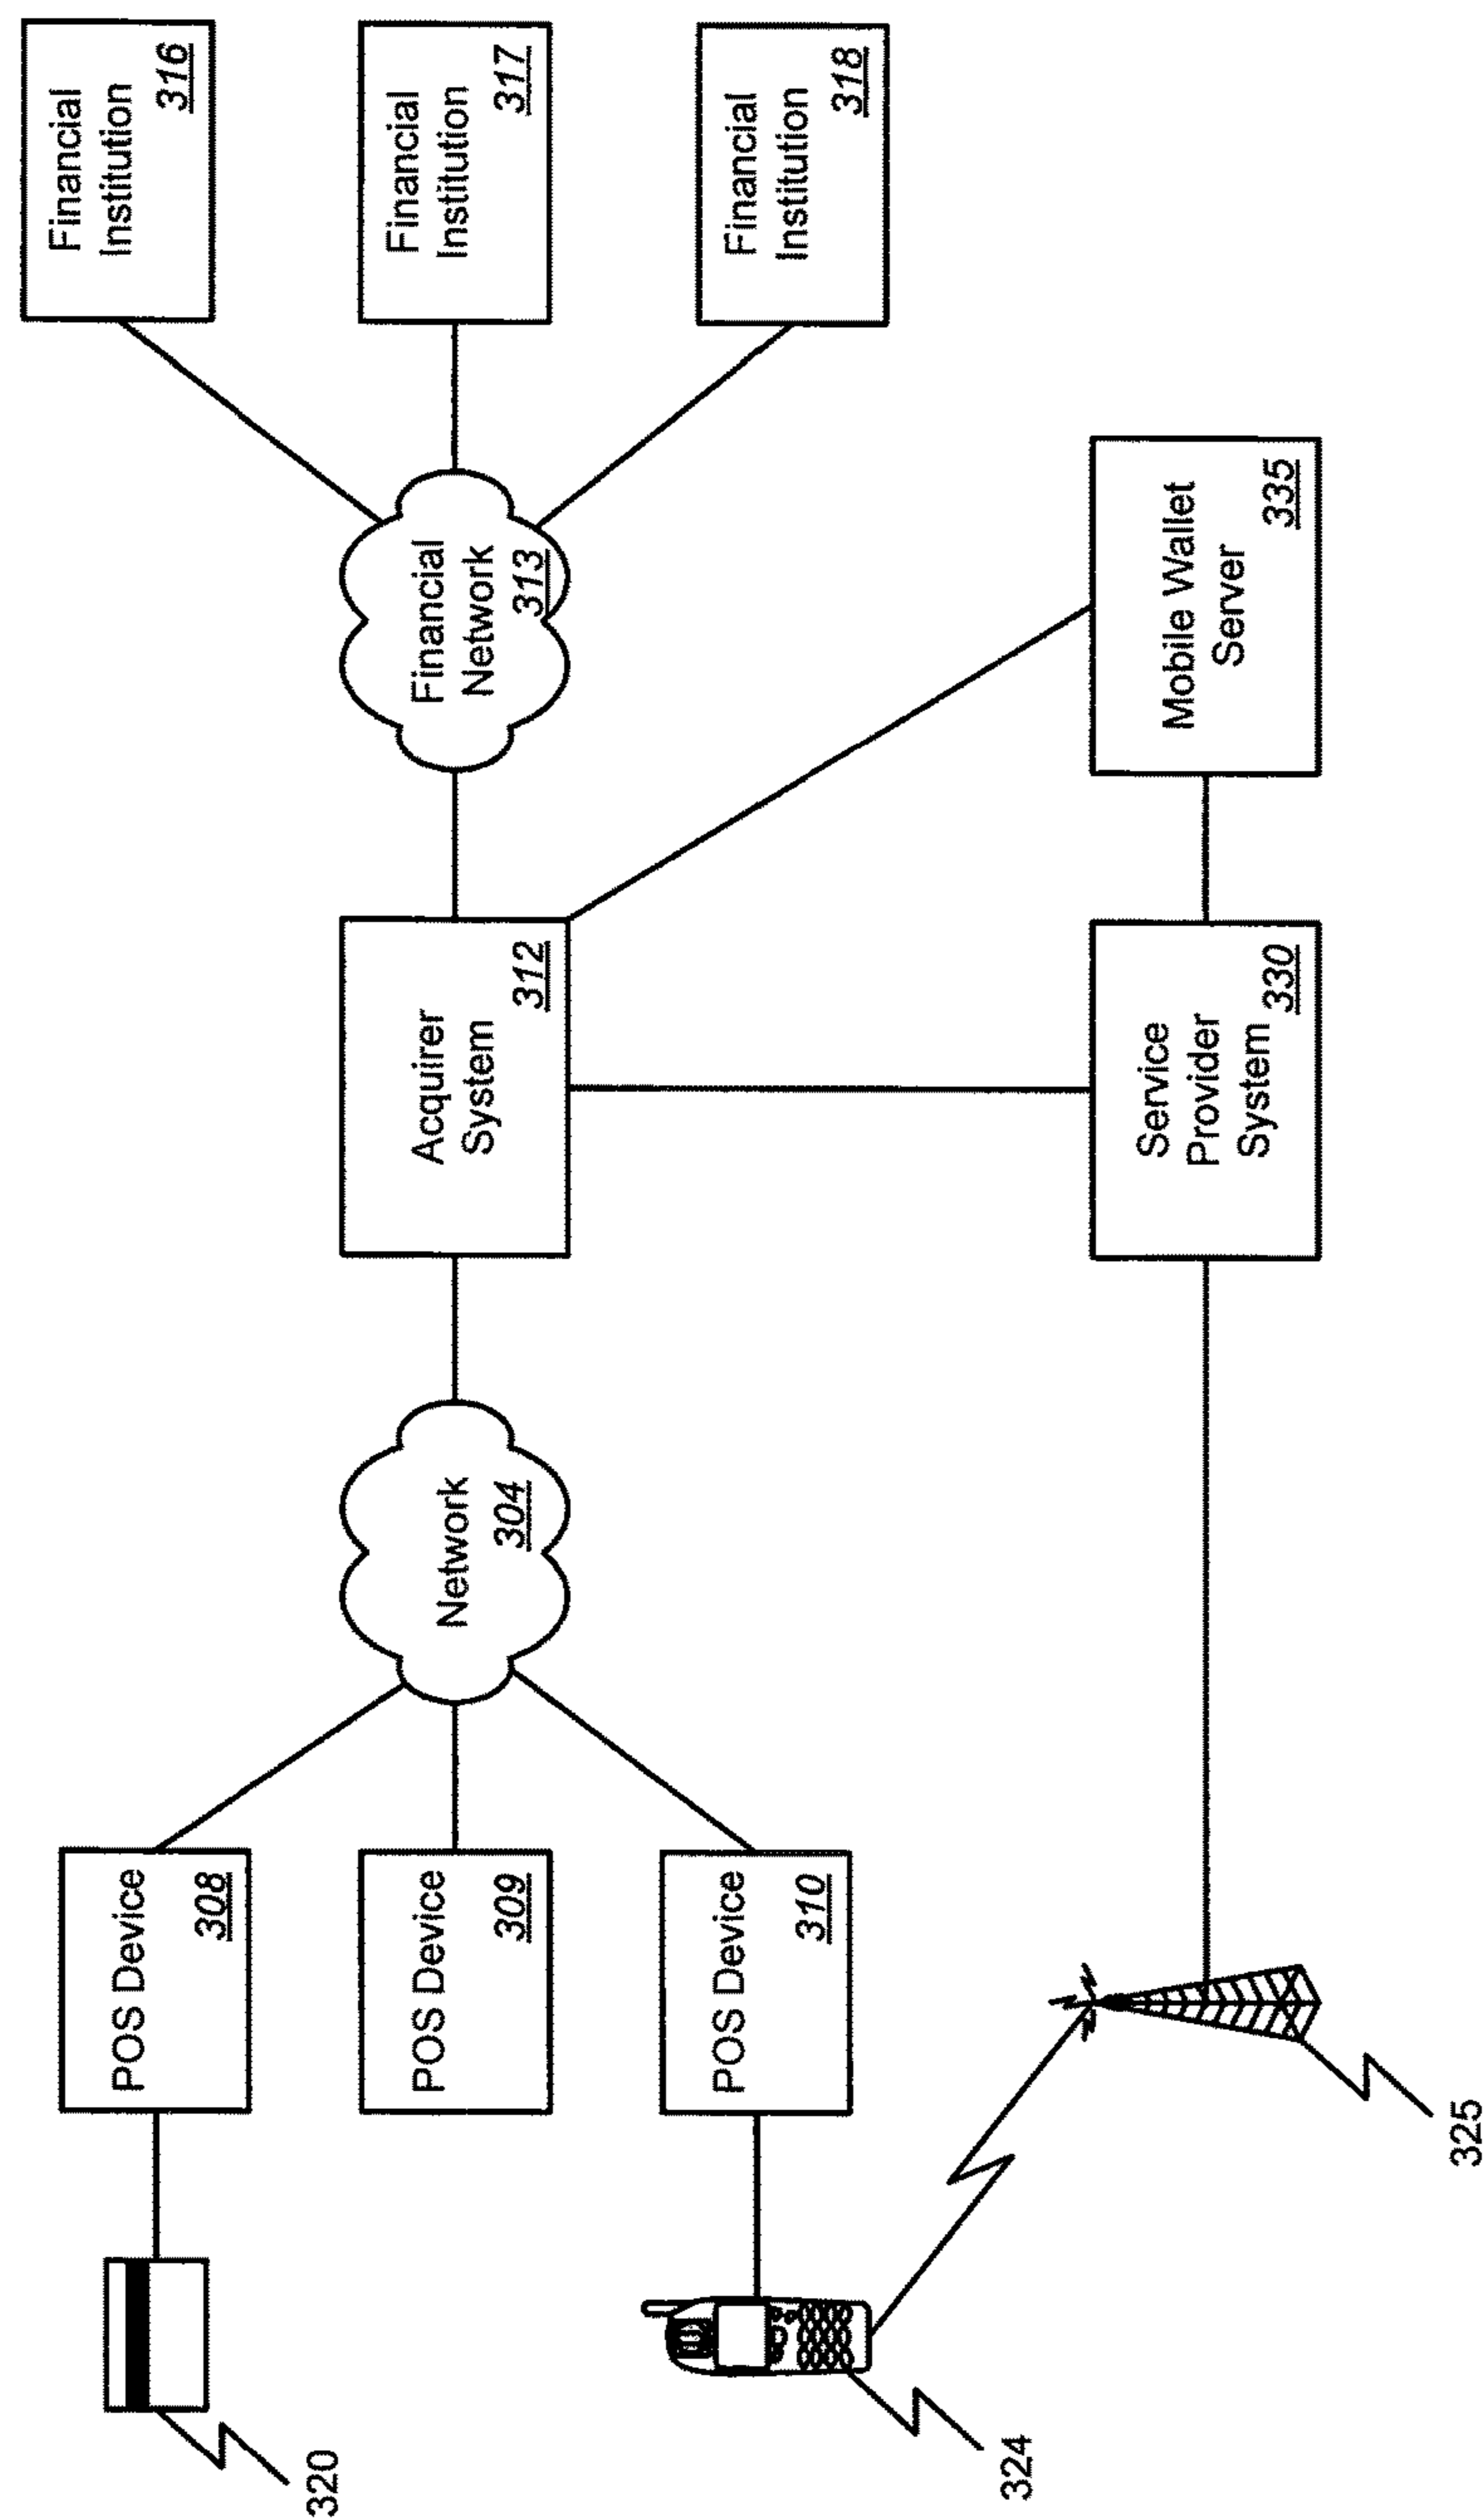 Financial
Institution
316
Financial
Institution
317
Financial
Institution
318
Financial
Network
313
Acquirer
System
312
Mobile Wallet
Server
335
Service
Provider
System
330
Network
304
POS Device
308
POS Device
309
POS Device
310
320
324
325